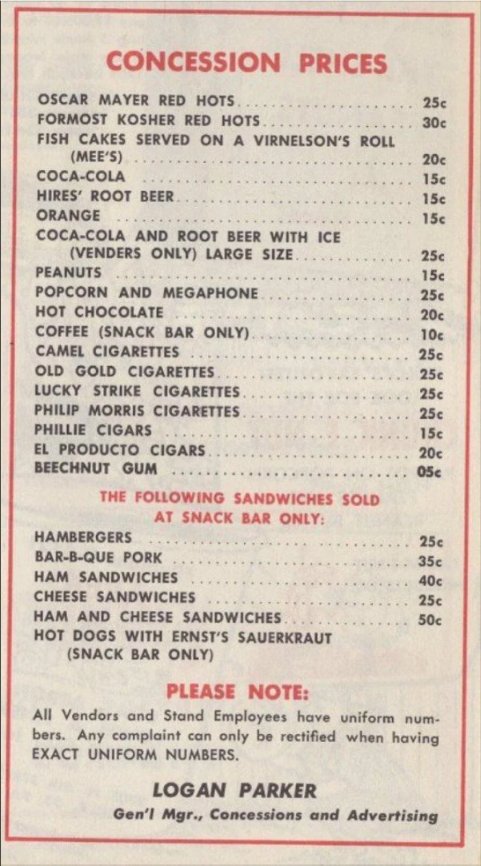 CONCESSION PRICES
OSCAR MAYER RED HOTS.................... 25c
FORMOST KOSHER RED HOTS................ 30c
FISH CAKES SERVED ON A VIRNELSON'S ROLL
(MEE'S) ................................ 20c
COCA-COLA .............................. 15c
HIRES' ROOT BEER........................ 15c
ORANGE ................................ 15c
COCA-COLA AND ROOT BEER WITH ICE
(VENDERS ONLY) LARGE SIZE............. 25c
PEANUTS ................................ 15c
POPCORN AND MEGAPHONE................. 25c
HOT CHOCOLATE ......................... 20c
COFFEE (SNACK BAR ONLY)................. 10c
CAMEL CIGARETTES ....................... 25c
OLD GOLD CIGARETTES..................... 25c
LUCKY STRIKE CIGARETTES................... 25c
PHILIP MORRIS CIGARETTES................... 25c
PHILLIE CIGARS .......................... 15c
EL PRODUCTO CIGARS...................... 20c
BEECHNUT GUM .......................... 05c
THE FOLLOWING SANDWICHES SOLD
AT SNACK BAR ONLY:
HAMBERGERS ............................ 25c
BAR-B-QUE PORK ......................... 35c
HAM SANDWICHES ........................ 40c
CHEESE SANDWICHES ...................... 25c
HAM AND CHEESE SANDWICHES.............. 50c
HOT DOGS WITH ERNST'S SAUERKRAUT
(SNACK BAR ONLY)
PLEASE NOTE:
All Vendors and Stand Employees have uniform num-
bers. Any complaint can only be rectified when having
EXACT UNIFORM NUMBERS.
LOGAN PARKER
Gen'l Mgr., Concessions and Advertising